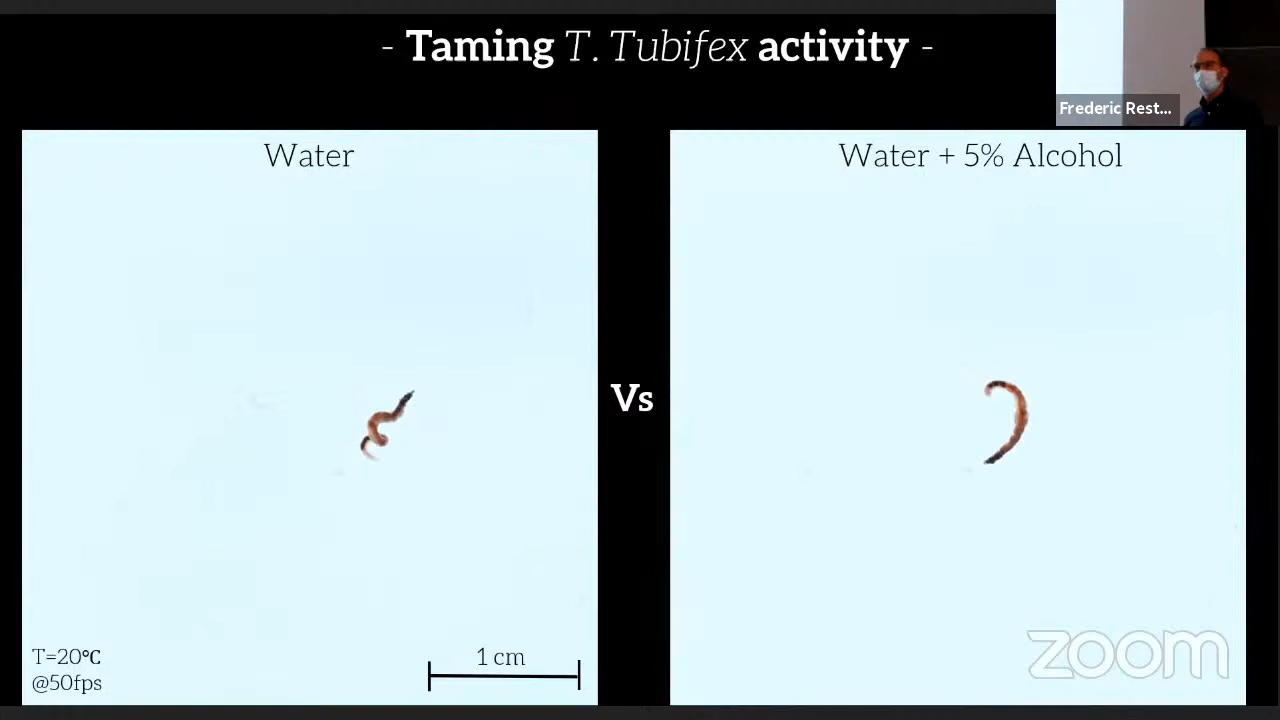 - Taming T. Tubifex activity -
Frederic Rest...
Water
Water + 5% Alcohol
Vs
T=20°C
@50fps
1 cm
zoom